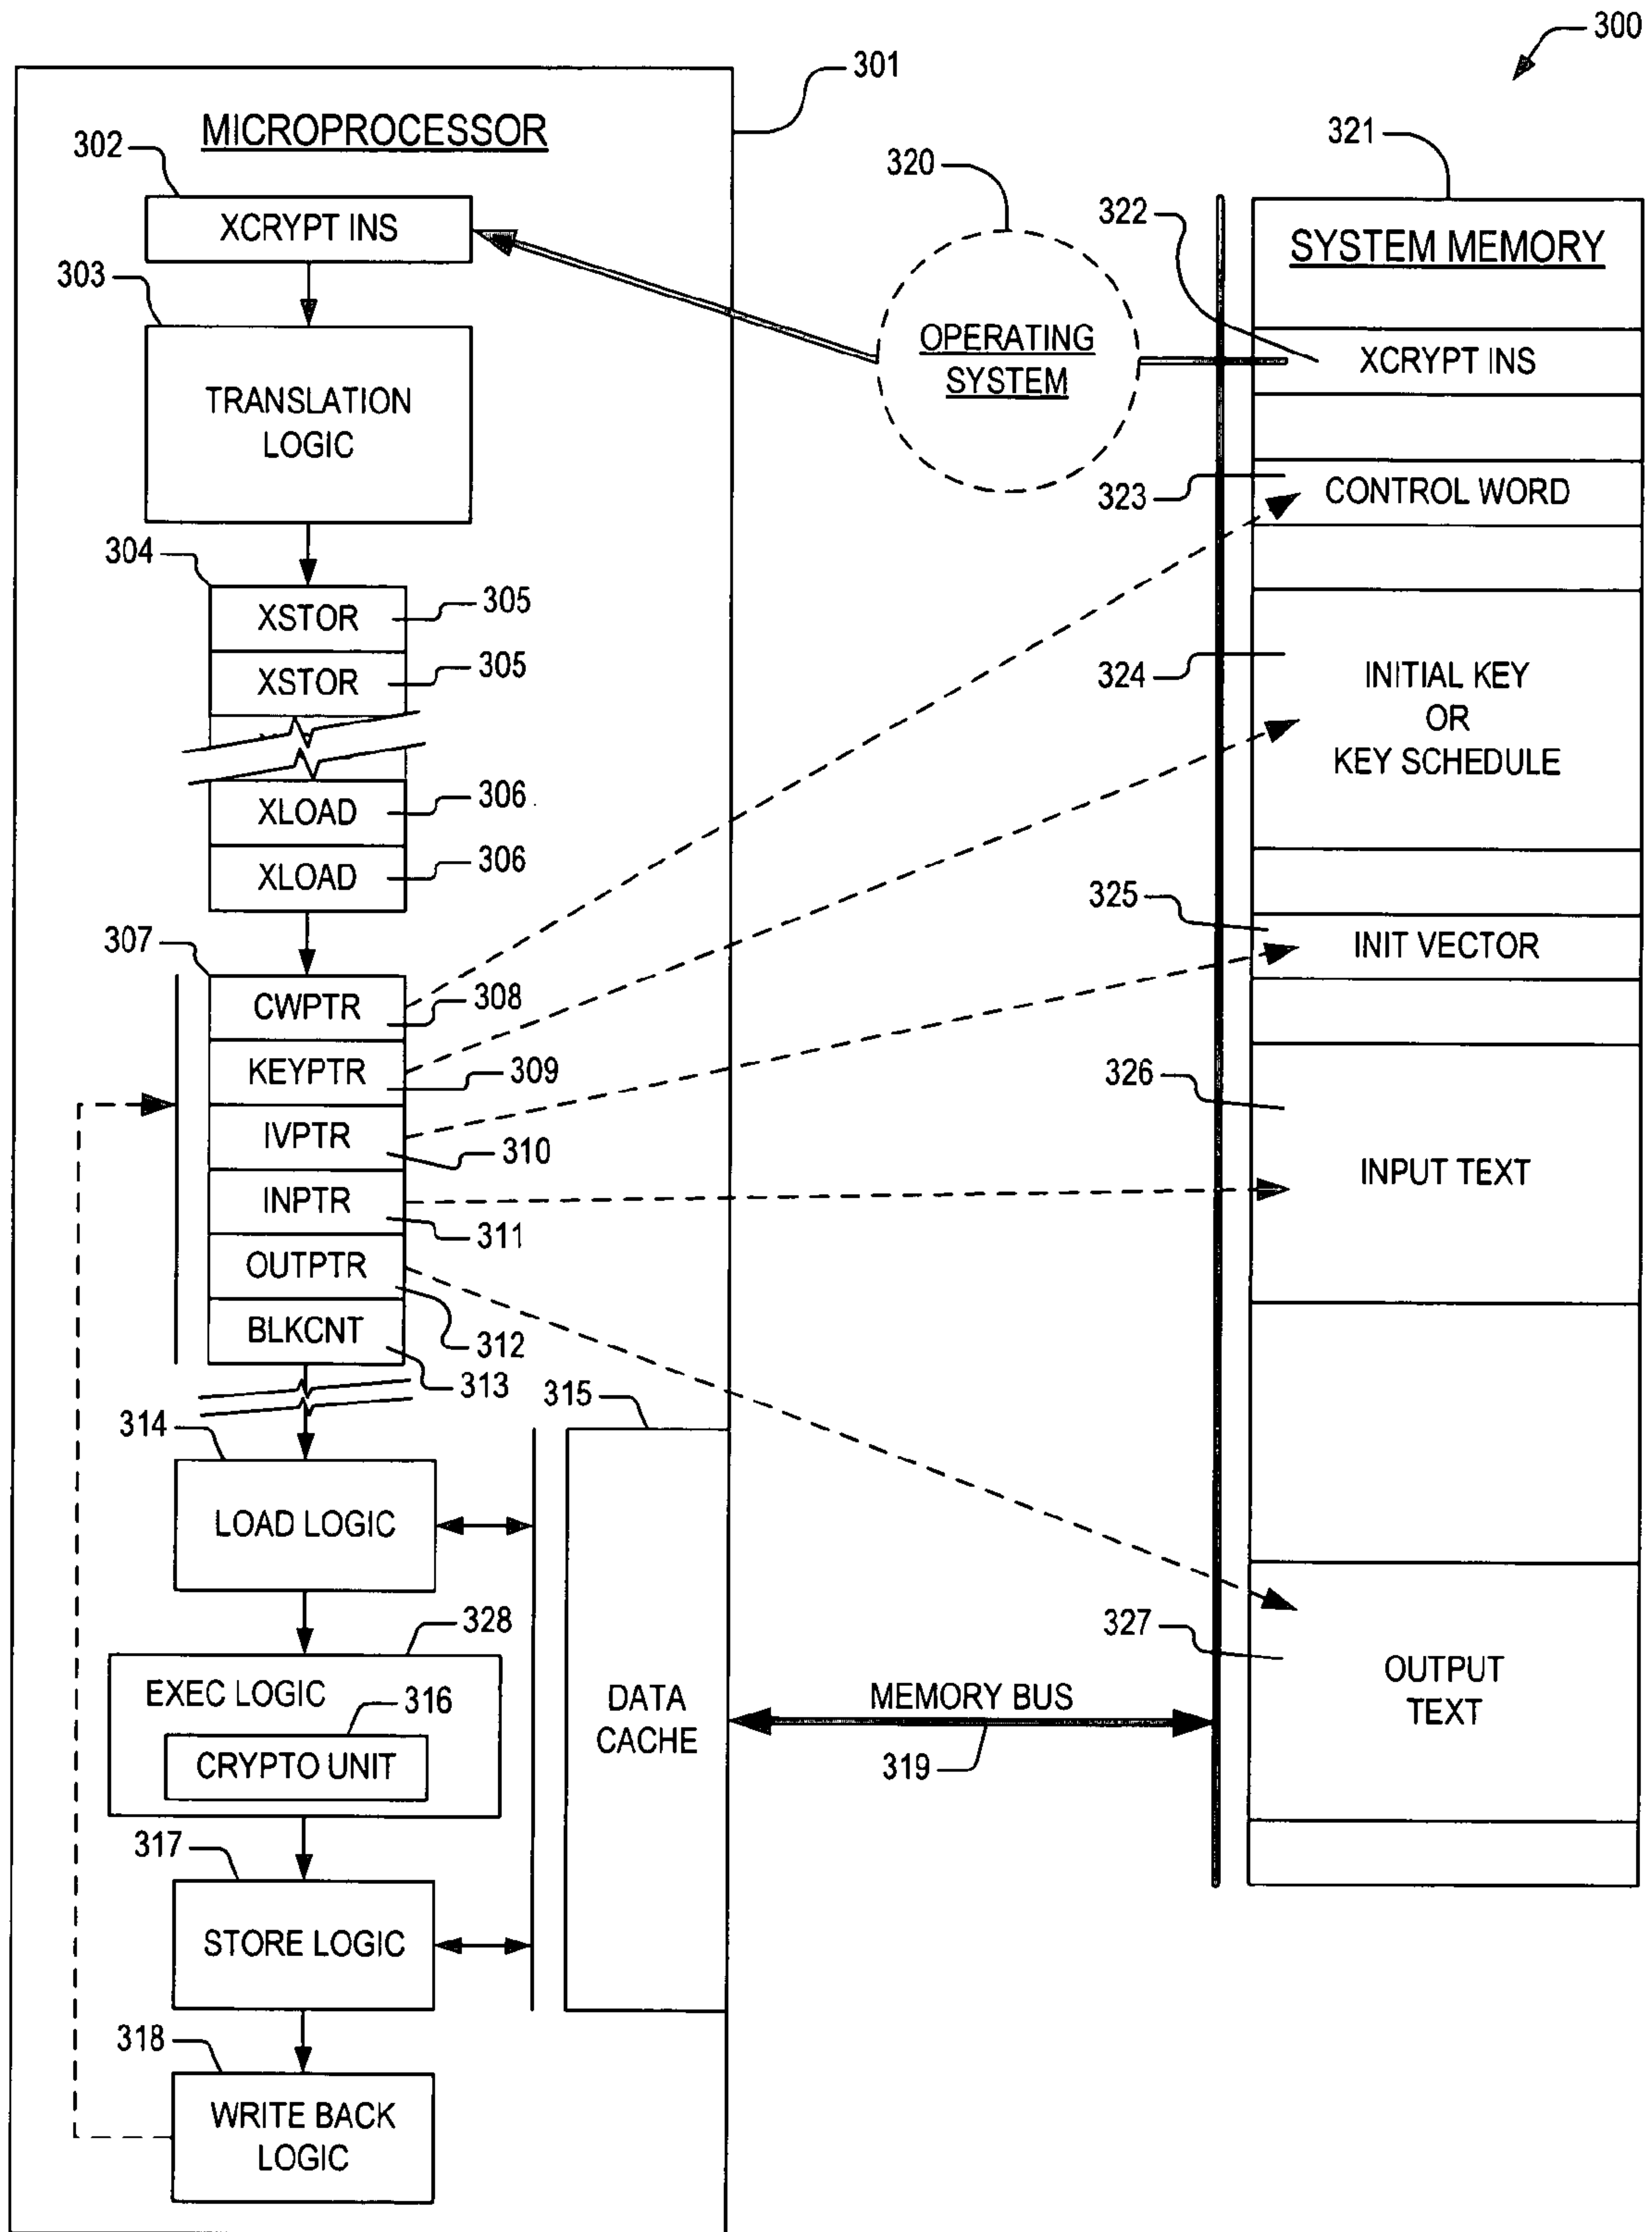 300
301
MICROPROCESSOR
302
XCRYPT INS
303
TRANSLATION
LOGIC
304
XSTOR
305
XSTOR
305
XLOAD
306
XLOAD
306
307
CWPTR
308
KEYPTR
309
IVPTR
310
INPTR
311
OUTPTR
312
BLKCNT
313
314
LOAD LOGIC
315
DATA
CACHE
328
EXEC LOGIC
316
CRYPTO UNIT
317
STORE LOGIC
318
WRITE BACK
LOGIC
320
OPERATING
SYSTEM
MEMORY BUS
319
321
SYSTEM MEMORY
322
XCRYPT INS
323
CONTROL WORD
324
INITIAL KEY
OR
KEY SCHEDULE
325
INIT VECTOR
326
INPUT TEXT
327
OUTPUT
TEXT